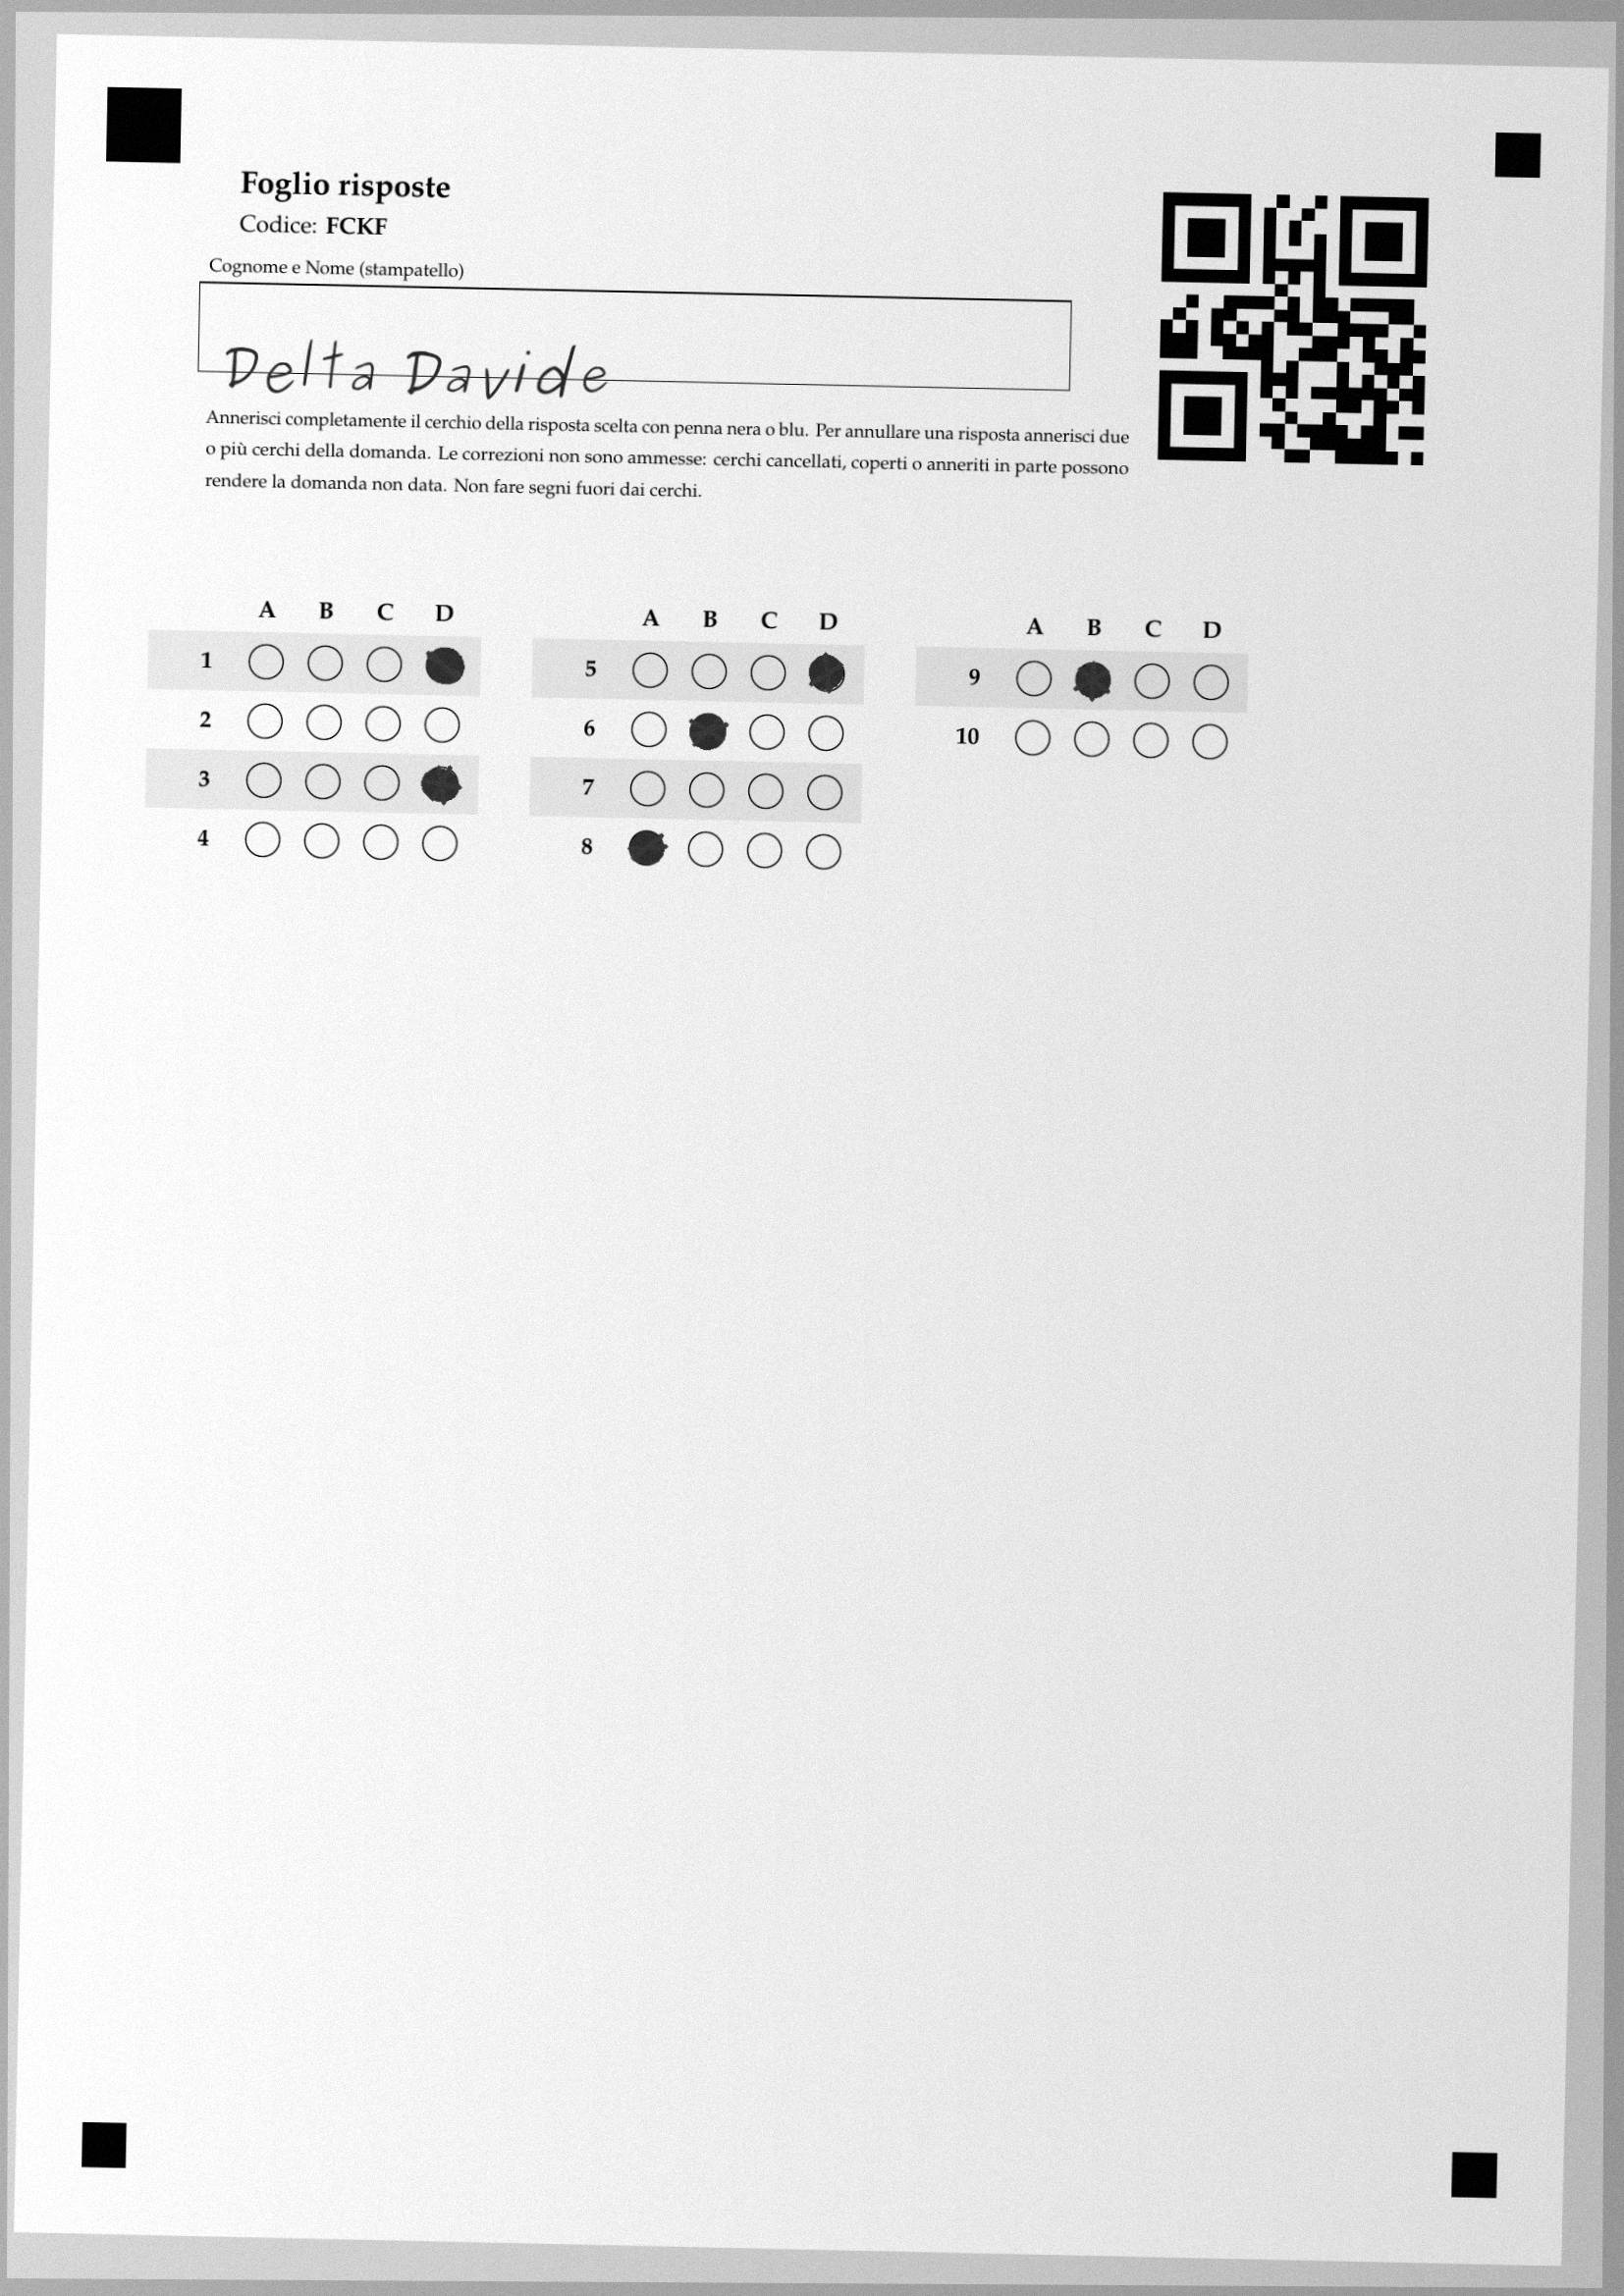 Foglio risposte
Codice: FCKF
Cognome e Nome (stampatello)
Delta Davide
Annerisci completamente il cerchio della risposta scelta con penna nera o blu. Per annullare una risposta annerisci due
o più cerchi della domanda. Le correzioni non sono ammesse: cerchi cancellati, coperti o anneriti in parte possono
rendere la domanda non data. Non fare segni fuori dai cerchi.
A B C D
1
2
3
4
A B C D
5
6
7
8
A B C D
9
10